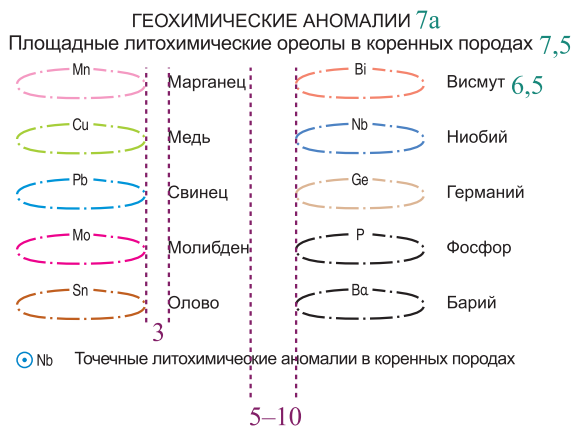 ГЕОХИМИЧЕСКИЕ АНОМАЛИИ 7а
Площадные литохимические ореолы в коренных породах 7,5
Mn Марганец Bi Висмут 6,5
Cu Медь Nb Ниобий
Pb Свинец Ge Германий
Mo Молибден P Фосфор
Sn Олово Ba Барий
3
Nb Точечные литохимические аномалии в коренных породах
5–10